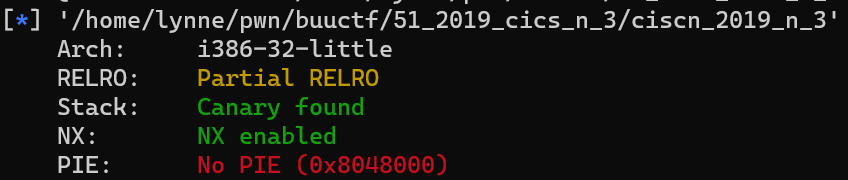 [*] '/home/lynne/pwn/buuctf/51_2019_cics_n_3/ciscn_2019_n_3'
    Arch:     i386-32-little
    RELRO:    Partial RELRO
    Stack:    Canary found
    NX:       NX enabled
    PIE:      No PIE (0x8048000)